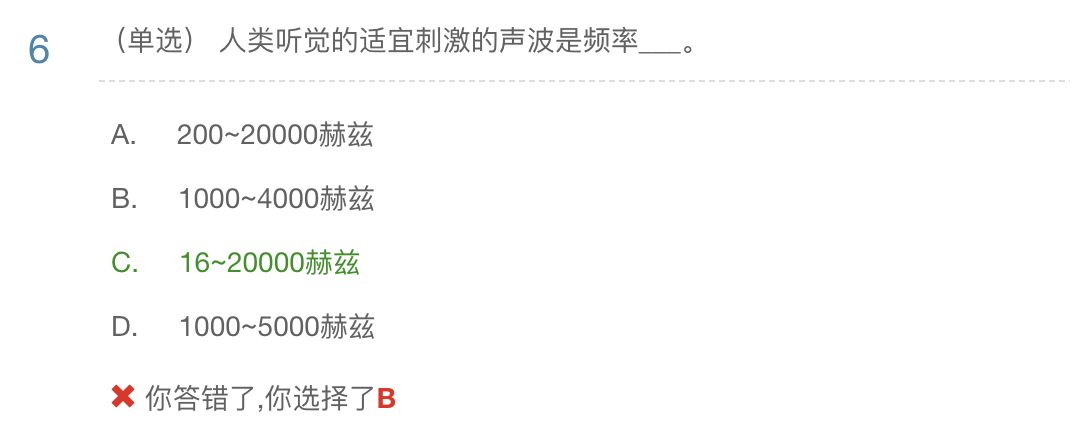 6 （单选） 人类听觉的适宜刺激的声波是频率___。
A. 200~20000赫兹
B. 1000~4000赫兹
C. 16~20000赫兹
D. 1000~5000赫兹
✖ 你答错了,你选择了B